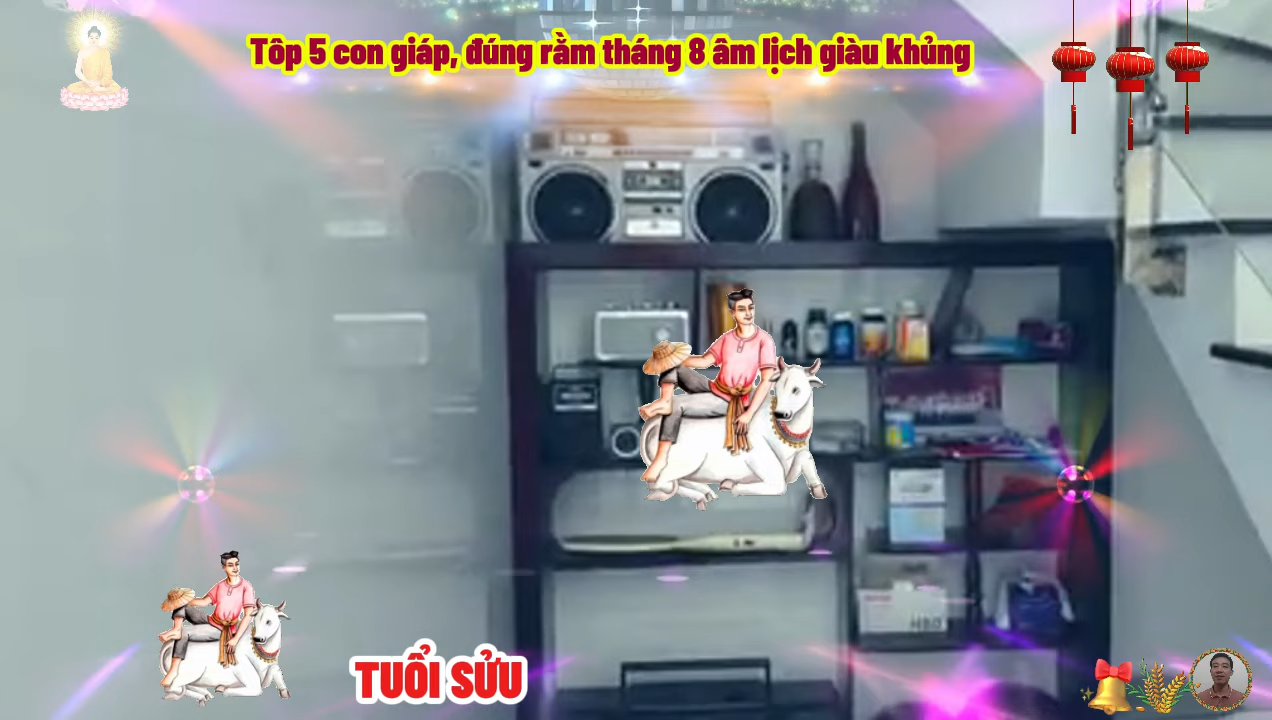 Tôp 5 con giáp, đúng rằm tháng 8 âm lịch giàu khủng
TUỔI SỬU